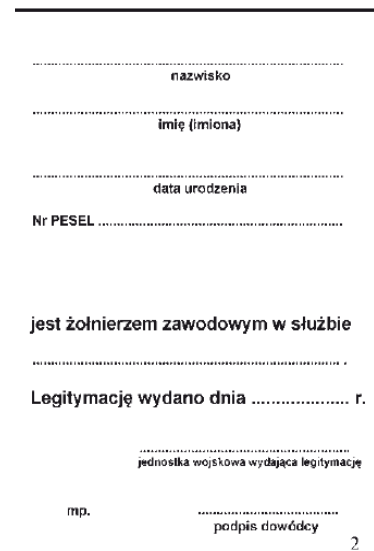 ................................................................
nazwisko
................................................................
imię (imiona)
................................................................
data urodzenia
Nr PESEL ..................................................
jest żołnierzem zawodowym w służbie
................................................................ .
Legitymację wydano dnia .................... r.
................................................
jednostka wojskowa wydająca legitymację
mp. ................................
podpis dowódcy
2